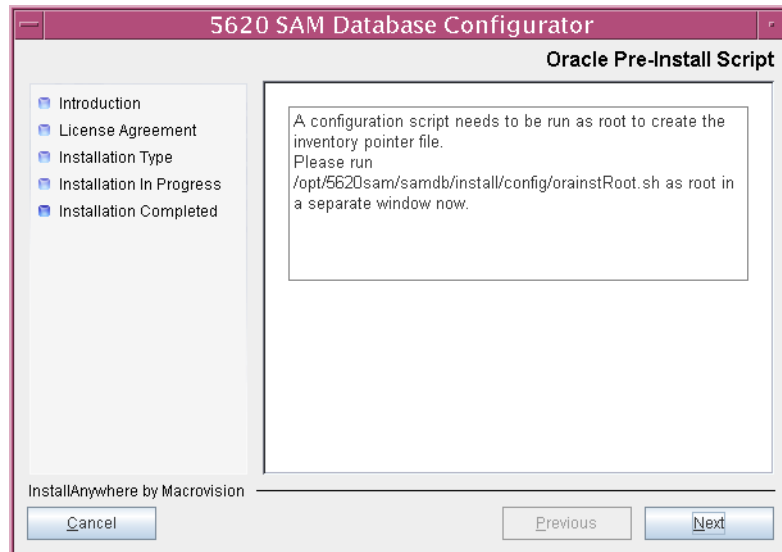 5620 SAM Database Configurator
Oracle Pre-Install Script
Introduction
License Agreement
Installation Type
Installation In Progress
Installation Completed
A configuration script needs to be run as root to create the
inventory pointer file.
Please run
/opt/5620sam/samdb/install/config/orainstRoot.sh as root in
a separate window now.
InstallAnywhere by Macrovision
Cancel
Previous
Next